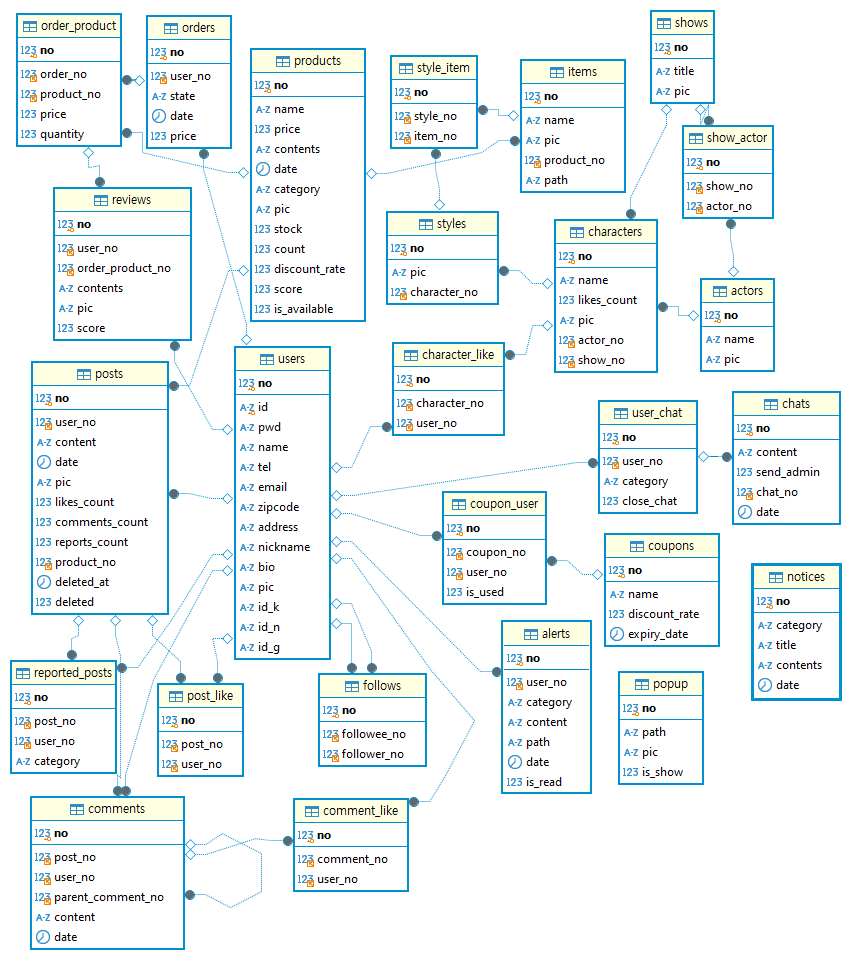 order_product
no
order_no
product_no
price
quantity
orders
no
user_no
state
date
price
products
no
name
price
contents
date
category
pic
stock
count
discount_rate
score
is_available
style_item
no
style_no
item_no
items
no
name
pic
product_no
path
shows
no
title
pic
show_actor
no
show_no
actor_no
reviews
no
user_no
order_product_no
contents
pic
score
styles
no
pic
character_no
characters
no
name
likes_count
pic
actor_no
show_no
actors
no
name
pic
posts
no
user_no
content
date
pic
likes_count
comments_count
reports_count
product_no
deleted_at
deleted
users
no
id
pwd
name
tel
email
zipcode
address
nickname
bio
pic
id_k
id_n
id_g
character_like
no
character_no
user_no
user_chat
no
user_no
category
close_chat
chats
no
content
send_admin
chat_no
date
coupon_user
no
coupon_no
user_no
is_used
coupons
no
name
discount_rate
expiry_date
notices
no
category
title
contents
date
reported_posts
no
post_no
user_no
category
post_like
no
post_no
user_no
follows
no
followee_no
follower_no
alerts
no
user_no
category
content
path
date
is_read
popup
no
path
pic
is_show
comments
no
post_no
user_no
parent_comment_no
content
date
comment_like
no
comment_no
user_no